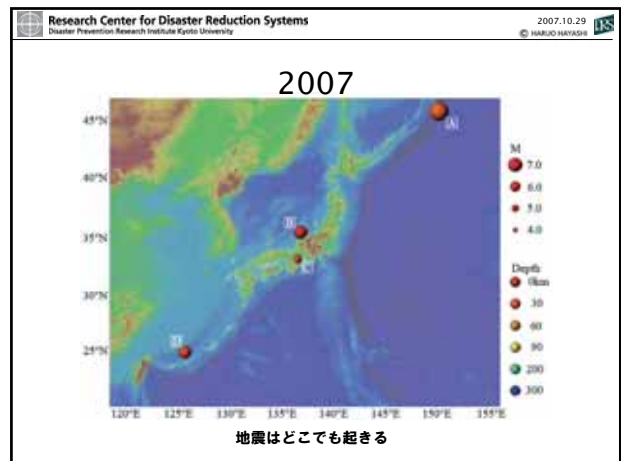 Research Center for Disaster Reduction Systems
Disaster Prevention Research Institute Kyoto University
2007.10.29
© HARUO HAYASHI
DRS
2007
45°N
40°N
35°N
30°N
25°N
120°E 125°E 130°E 135°E 140°E 145°E 150°E 155°E
A
B
C
D
M
7.0
6.0
5.0
4.0
Depth
0km
30
60
90
200
300
地震はどこでも起きる